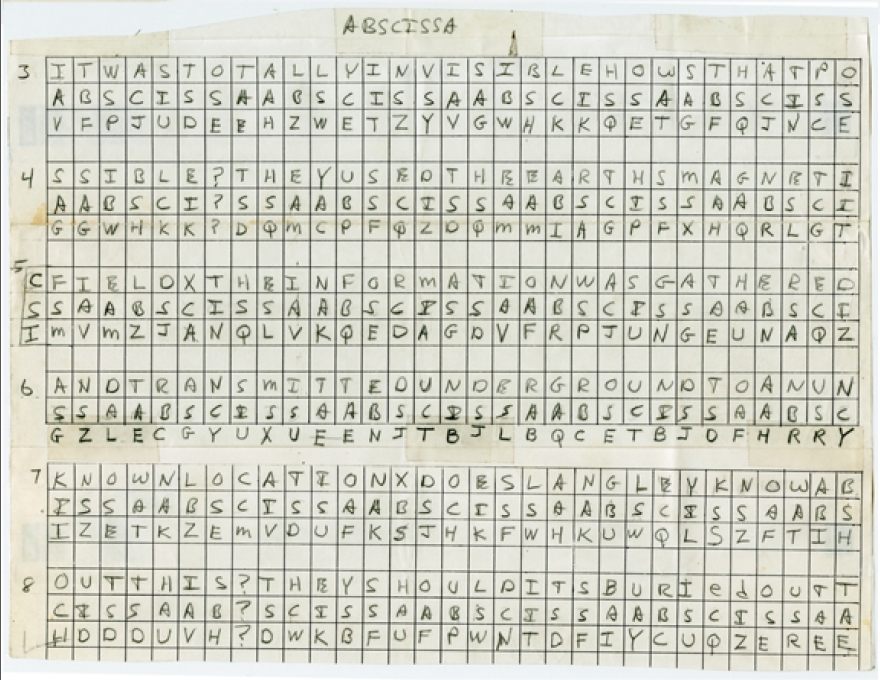 ABSCISSA
3 I T W A S T O T A L L Y I N V I S I B L E H O W S T H A T P O
A B S C I S S A A B S C I S S A A B S C I S S A A B S C I S S
V F P J U D E E H Z W E T Z Y V G W H K K Q E T G F Q J N C E
4 S S I B L E ? T H E Y U S E D T H E E A R T H S m A G N E T I
A A B S C I ? S S A A B S C I S S A A B S C I S S A A B S C I
G G W H K K ? D Q m C P F Q Z D Q m m I A G P F X H Q R L G T
5 C F I E L D X T H E I N F O R m A T I O N W A S G A T H E R E D
S S A A B S C I S S A A B S C I S S A A B S C I S S A A B S C I
I m V m Z J A N Q L V K Q E D A G D V F R P J U N G E U N A Q Z
6. A N D T R A N S m I T T E D U N D E R G R O U N D T O A N U N
S S A A B S C I S S A A B S C I S S A A B S C I S S A A B S C
G Z L E C G Y U X U E E N J T B J L B Q C E T B J D F H R R Y
7 K N O W N L O C A T I O N X D O E S L A N G L E Y K N O W A B
I S S A A B S C I S S A A B S C I S S A A B S C I S S A A B S
I Z E T K Z E m V D U F K S J H K F W H K U W Q L S Z F T I H
8 O U T T H I S ? T H E Y S H O U L D I T S B U R I e d O U T T
C I S S A A B ? S C I S S A A B S C I S S A A B S C I S S A A
H D D D U V H ? D W K B F U F P W N T D F I Y C U Q Z E R E E